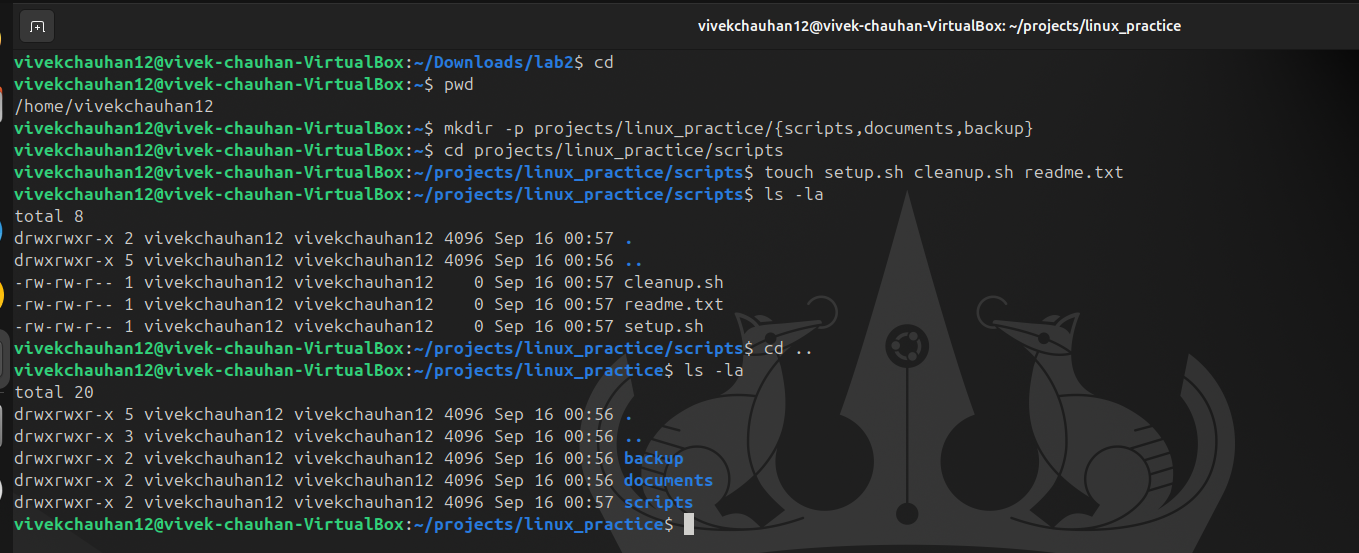 vivekchauhan12@vivek-chauhan-VirtualBox: ~/projects/linux_practice
vivekchauhan12@vivek-chauhan-VirtualBox:~/Downloads/lab2$ cd
vivekchauhan12@vivek-chauhan-VirtualBox:~$ pwd
/home/vivekchauhan12
vivekchauhan12@vivek-chauhan-VirtualBox:~$ mkdir -p projects/linux_practice/{scripts,documents,backup}
vivekchauhan12@vivek-chauhan-VirtualBox:~$ cd projects/linux_practice/scripts
vivekchauhan12@vivek-chauhan-VirtualBox:~/projects/linux_practice/scripts$ touch setup.sh cleanup.sh readme.txt
vivekchauhan12@vivek-chauhan-VirtualBox:~/projects/linux_practice/scripts$ ls -la
total 8
drwxrwxr-x 2 vivekchauhan12 vivekchauhan12 4096 Sep 16 00:57 .
drwxrwxr-x 5 vivekchauhan12 vivekchauhan12 4096 Sep 16 00:56 ..
-rw-rw-r-- 1 vivekchauhan12 vivekchauhan12    0 Sep 16 00:57 cleanup.sh
-rw-rw-r-- 1 vivekchauhan12 vivekchauhan12    0 Sep 16 00:57 readme.txt
-rw-rw-r-- 1 vivekchauhan12 vivekchauhan12    0 Sep 16 00:57 setup.sh
vivekchauhan12@vivek-chauhan-VirtualBox:~/projects/linux_practice/scripts$ cd ..
vivekchauhan12@vivek-chauhan-VirtualBox:~/projects/linux_practice$ ls -la
total 20
drwxrwxr-x 5 vivekchauhan12 vivekchauhan12 4096 Sep 16 00:56 .
drwxrwxr-x 3 vivekchauhan12 vivekchauhan12 4096 Sep 16 00:56 ..
drwxrwxr-x 2 vivekchauhan12 vivekchauhan12 4096 Sep 16 00:56 backup
drwxrwxr-x 2 vivekchauhan12 vivekchauhan12 4096 Sep 16 00:56 documents
drwxrwxr-x 2 vivekchauhan12 vivekchauhan12 4096 Sep 16 00:57 scripts
vivekchauhan12@vivek-chauhan-VirtualBox:~/projects/linux_practice$